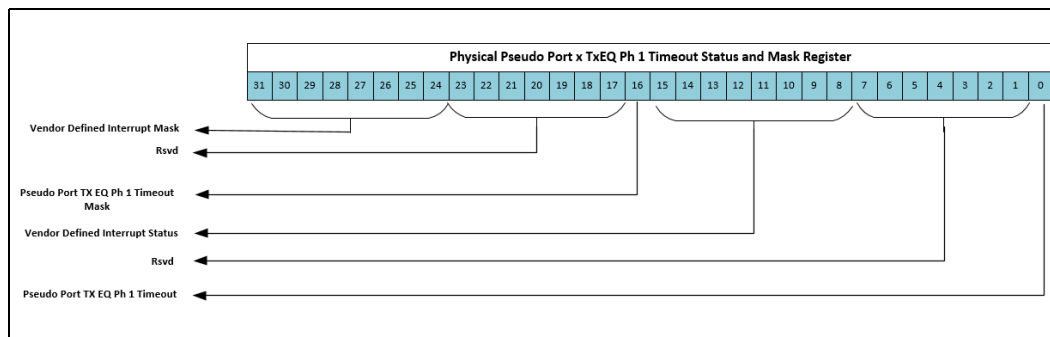 Physical Pseudo Port x TxEQ Ph 1 Timeout Status and Mask Register
31 30 29 28 27 26 25 24 23 22 21 20 19 18 17 16 15 14 13 12 11 10 9 8 7 6 5 4 3 2 1 0
Vendor Defined Interrupt Mask
Rsvd
Pseudo Port TX EQ Ph 1 Timeout
Mask
Vendor Defined Interrupt Status
Rsvd
Pseudo Port TX EQ Ph 1 Timeout